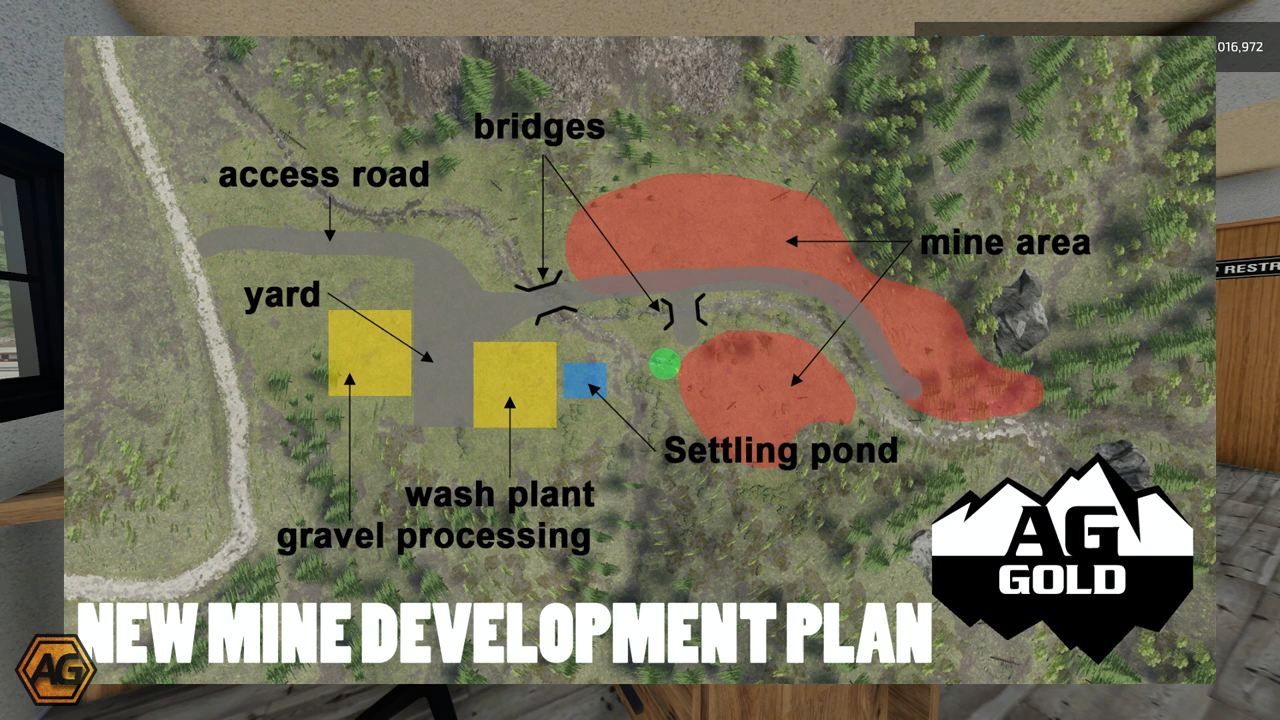 016,972
bridges
access road
mine area
RESTR
yard
Settling pond
wash plant
gravel processing
AG
GOLD
NEW MINE DEVELOPMENT PLAN
AG